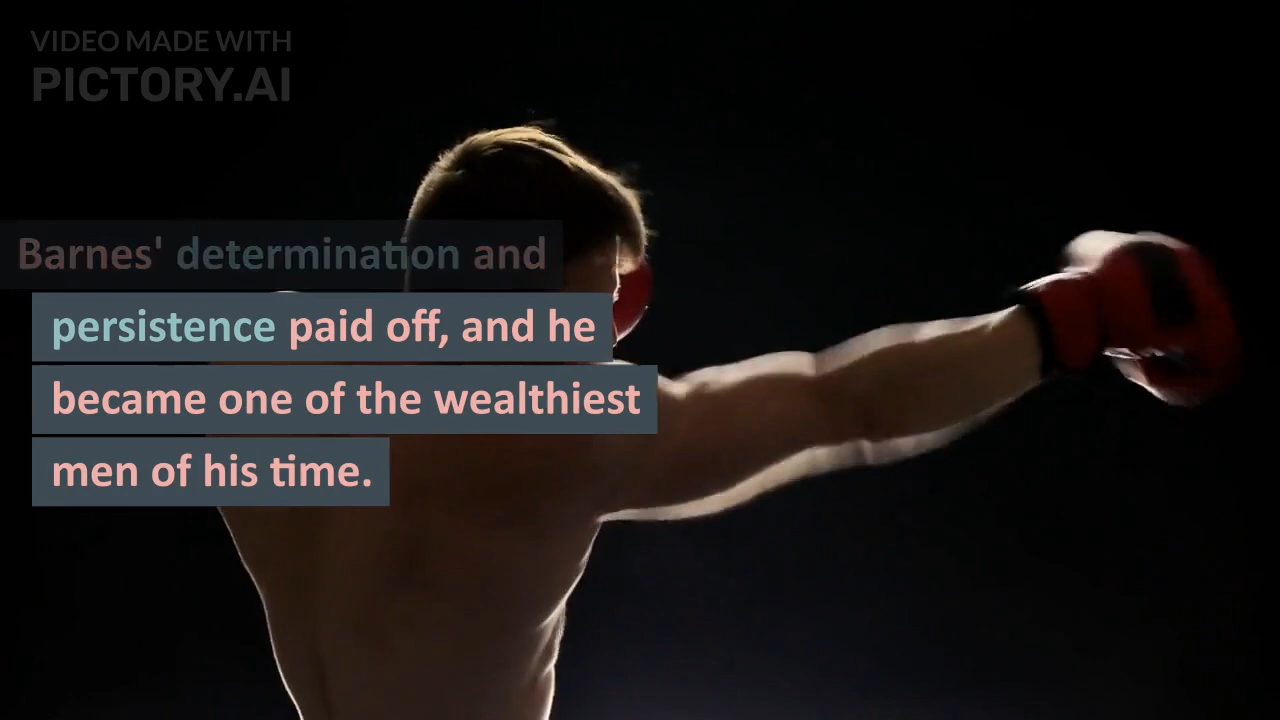 VIDEO MADE WITH
PICTORY.AI
Barnes' determination and
persistence paid off, and he
became one of the wealthiest
men of his time.